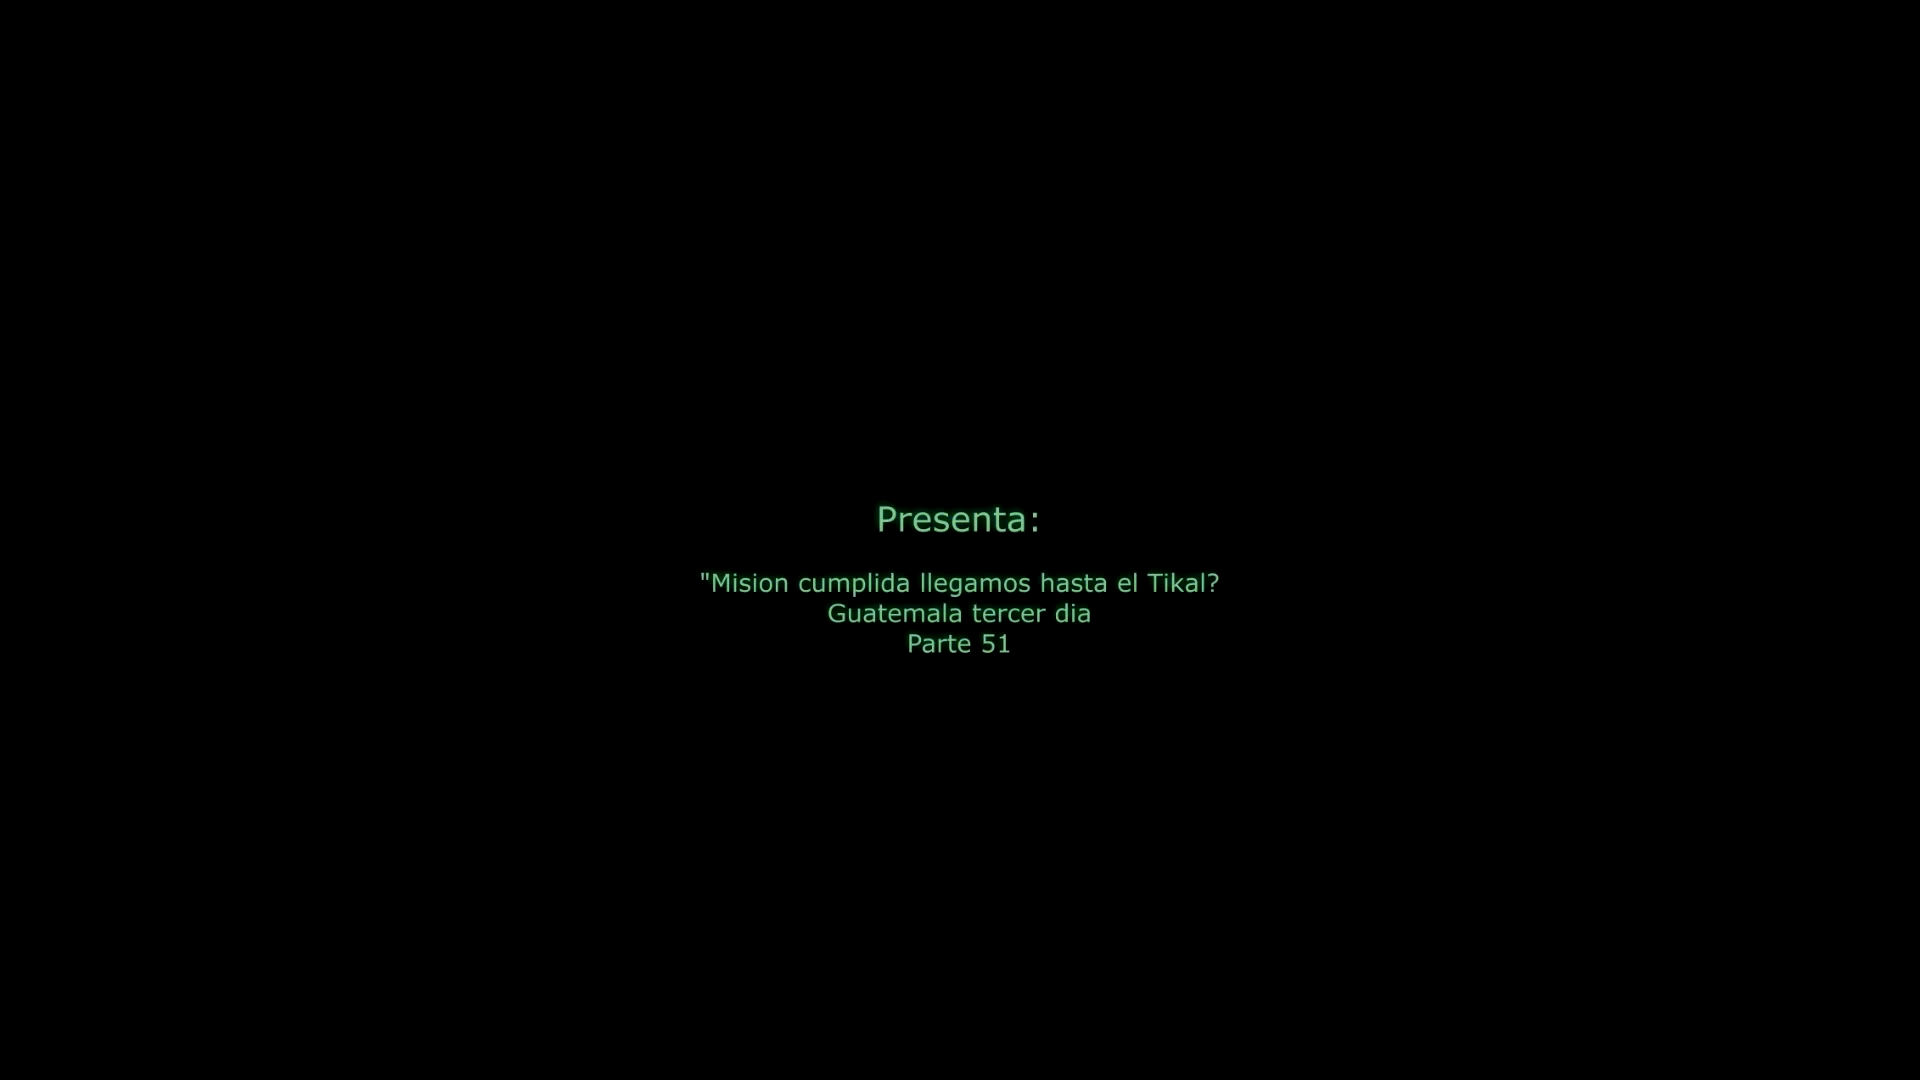 Presenta:
"Mision cumplida llegamos hasta el Tikal?
Guatemala tercer dia
Parte 51